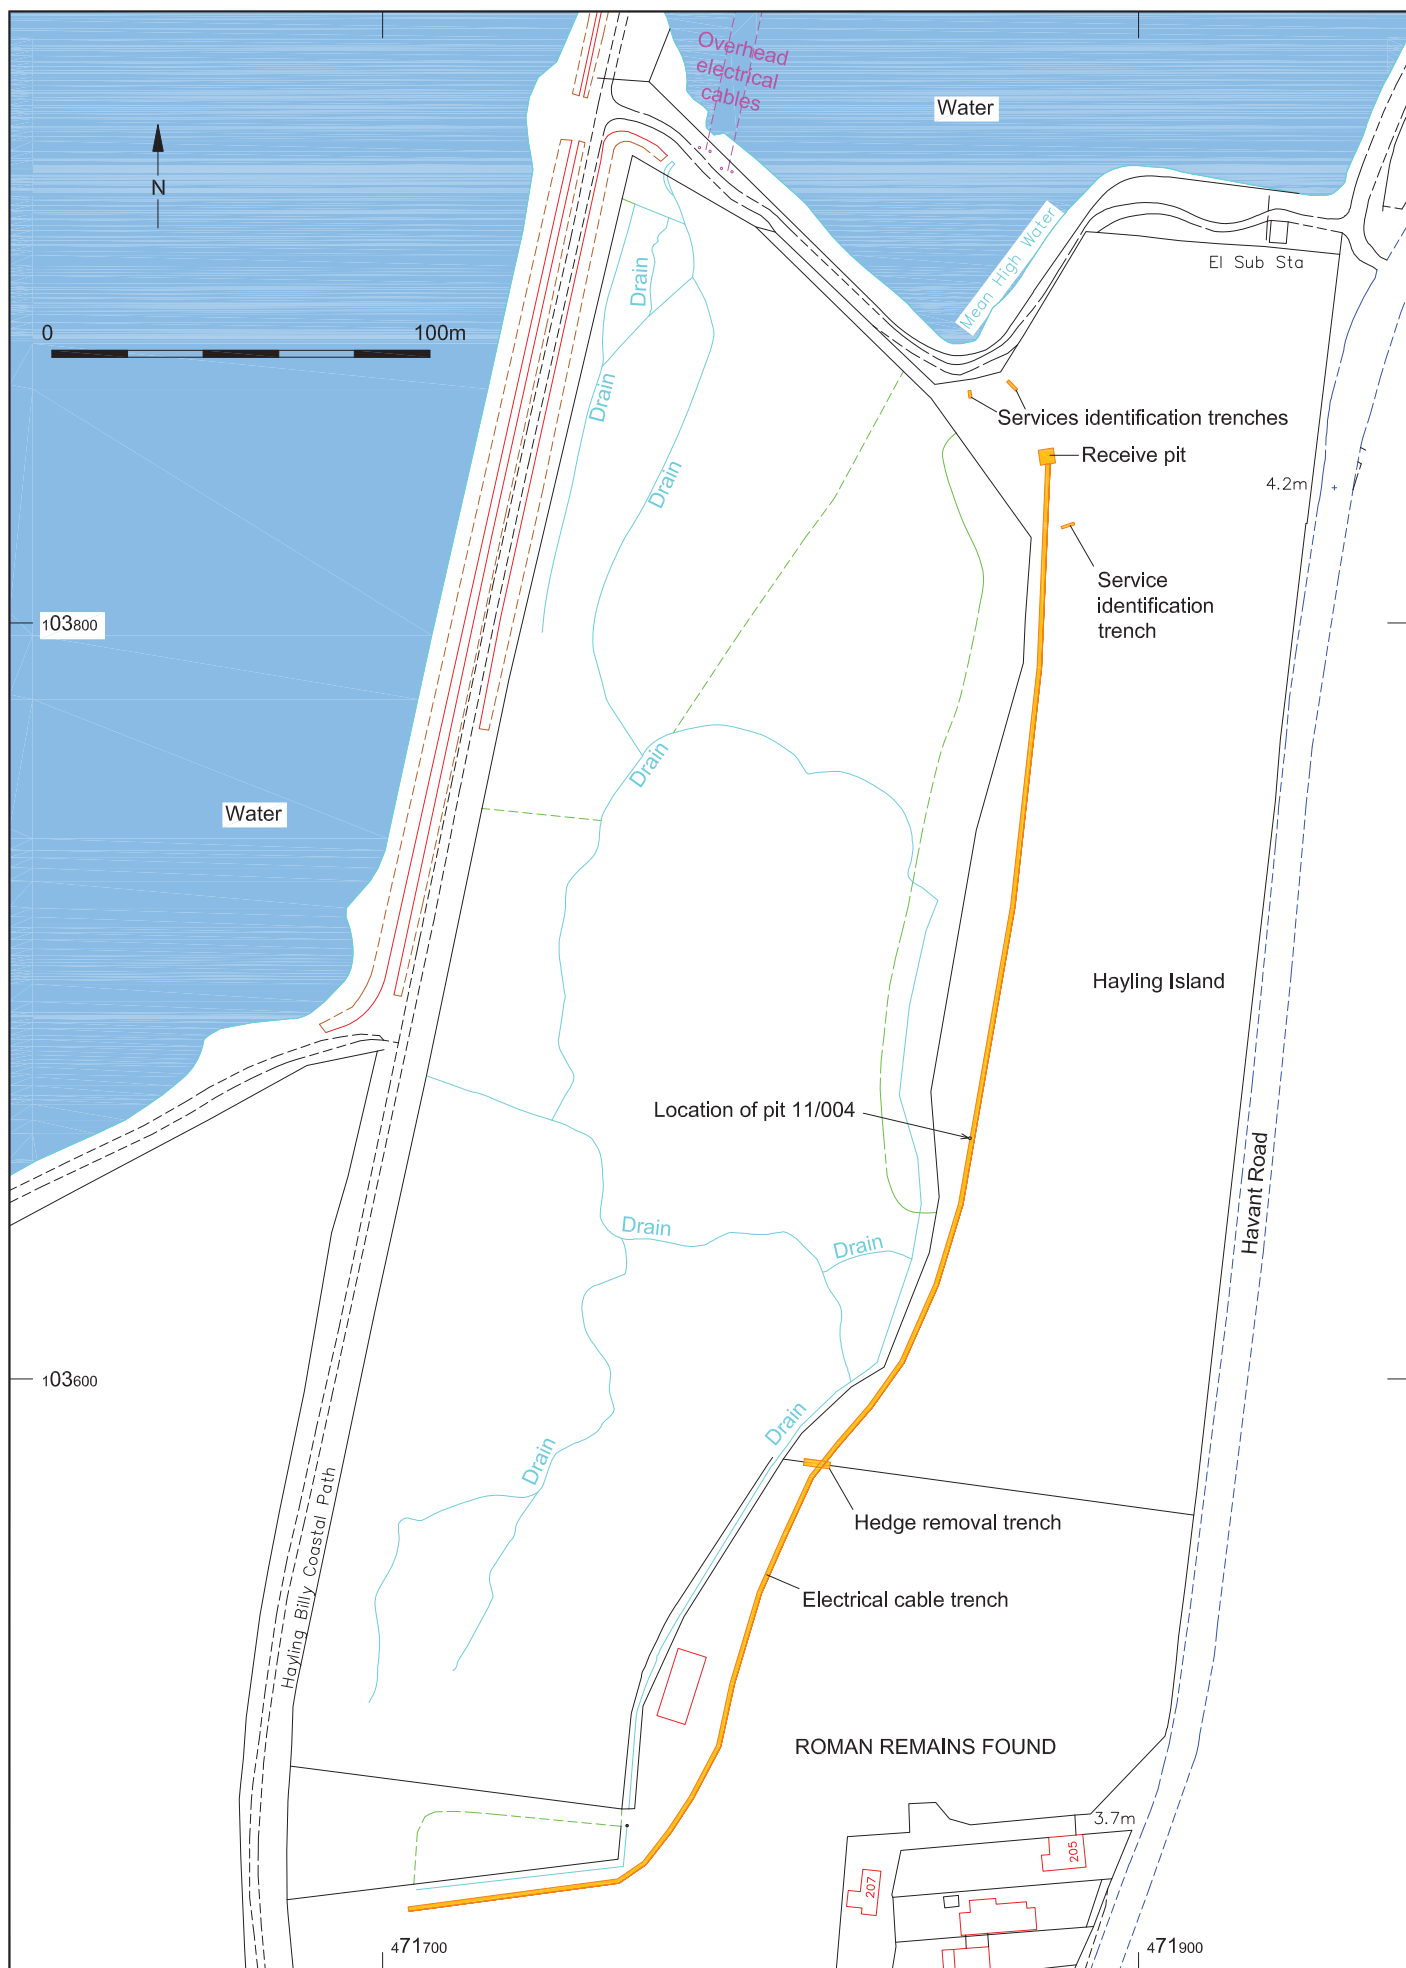 Overhead
electrical
cables
Water
N
Mean High Water
El Sub Sta
Drain
0
100m
Drain
Services identification trenches
Receive pit
Drain
4.2m
Service
identification
trench
103800
Drain
Water
Hayling Island
Location of pit 11/004
Havant Road
Drain
Drain
103600
Drain
Drain
Hayling Billy Coastal Path
Hedge removal trench
Electrical cable trench
ROMAN REMAINS FOUND
3.7m
205
207
471700
471900